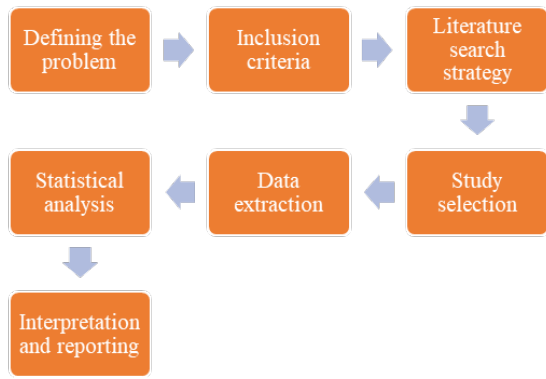 Defining the
problem
Inclusion
criteria
Literature
search
strategy
Study
selection
Data
extraction
Statistical
analysis
Interpretation
and reporting